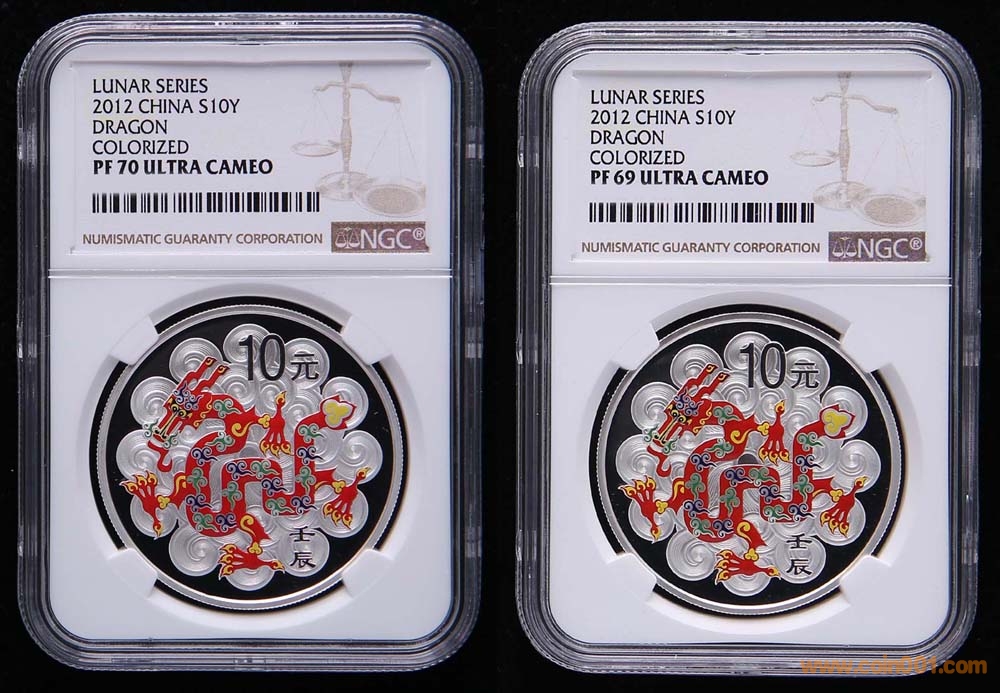 LUNAR SERIES
2012 CHINA S10Y
DRAGON
COLORIZED
PF 70 ULTRA CAMEO
NUMISMATIC GUARANTY CORPORATION NGC®
10元
壬
辰
LUNAR SERIES
2012 CHINA S10Y
DRAGON
COLORIZED
PF 69 ULTRA CAMEO
NUMISMATIC GUARANTY CORPORATION NGC®
10元
壬
辰
www.coin001.com